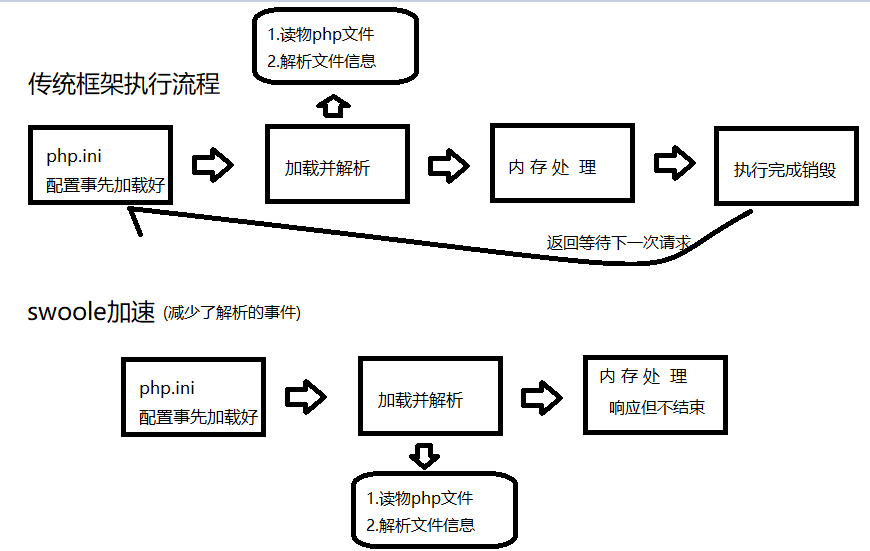 1.读物php文件
2.解析文件信息
传统框架执行流程
php.ini
配置事先加载好
加载并解析
内 存 处 理
执行完成销毁
返回等待下一次请求
swoole加速 (减少了解析的事件)
php.ini
配置事先加载好
加载并解析
内 存 处 理
响应但不结束
1.读物php文件
2.解析文件信息